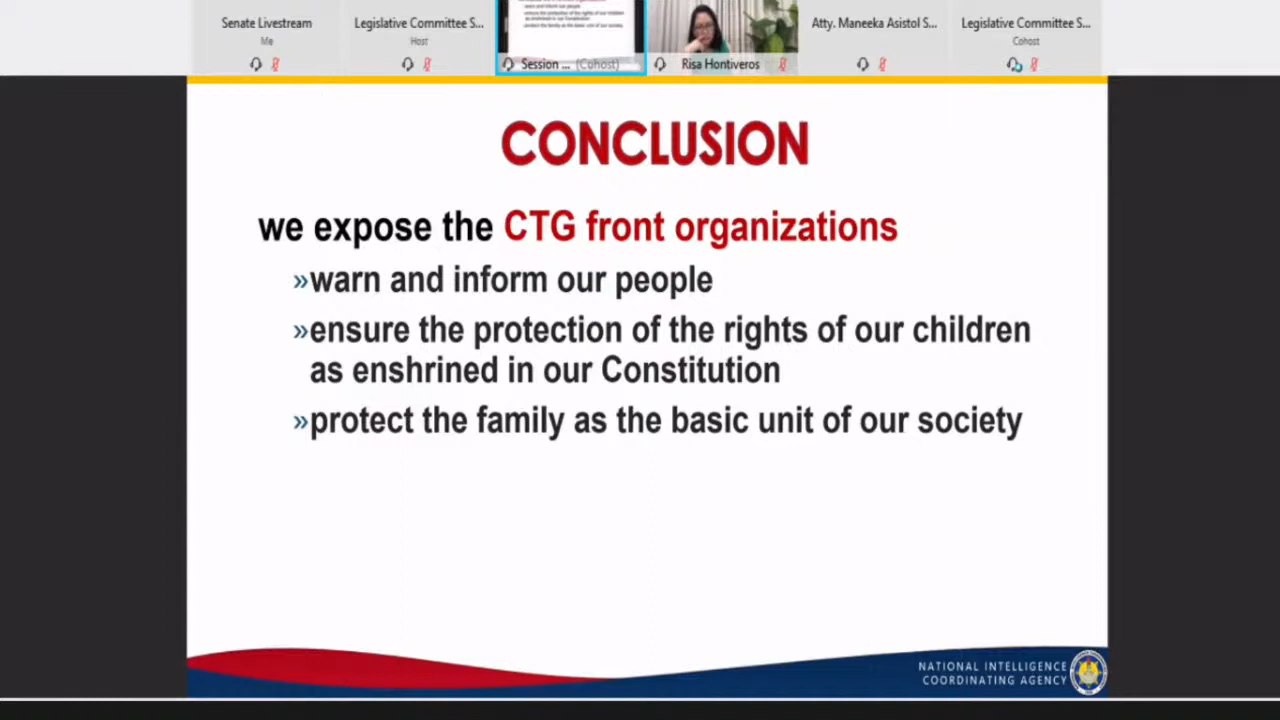 Senate Livestream
Me
Legislative Committee S...
Host
Session ... (Cohost)
Risa Hontiveros
Atty. Maneeka Asistol S...
Legislative Committee S...
Cohost
CONCLUSION
we expose the CTG front organizations
»warn and inform our people
»ensure the protection of the rights of our children
as enshrined in our Constitution
»protect the family as the basic unit of our society
NATIONAL INTELLIGENCE
COORDINATING AGENCY